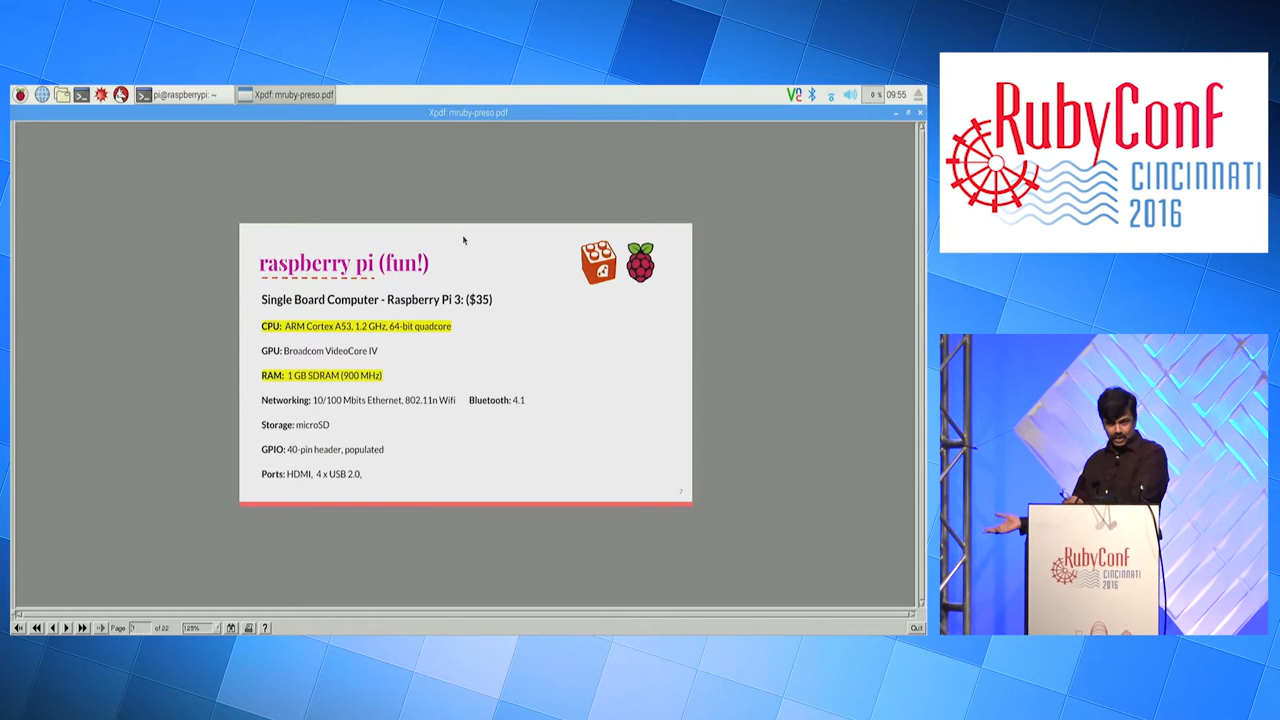 pi@raspberrypi: ~
Xpdf: mruby-preso.pdf
0 %
09:55
Xpdf: mruby-preso.pdf
raspberry pi (fun!)
Single Board Computer - Raspberry Pi 3: ($35)
CPU: ARM Cortex A53, 1.2 GHz, 64-bit quadcore
GPU: Broadcom VideoCore IV
RAM: 1 GB SDRAM (900 MHz)
Networking: 10/100 Mbits Ethernet, 802.11n Wifi Bluetooth: 4.1
Storage: microSD
GPIO: 40-pin header, populated
Ports: HDMI, 4 x USB 2.0,
7
Page
of 22
125%
?
Quit
RubyConf
CINCINNATI
2016
RubyConf
CINCINNATI
2016